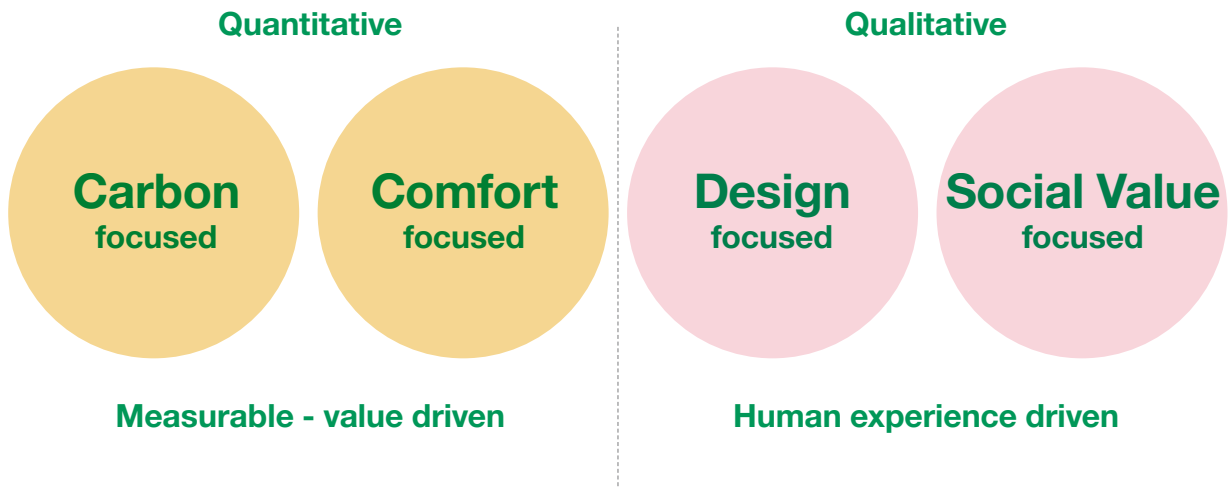 Quantitative
Qualitative
Carbon
focused
Comfort
focused
Design
focused
Social Value
focused
Measurable - value driven
Human experience driven